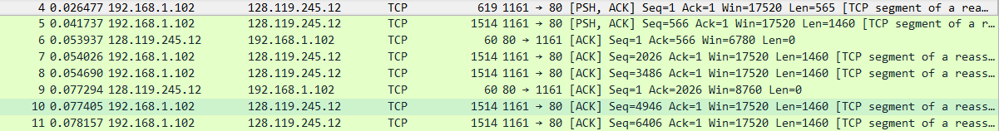 4 0.026477 192.168.1.102 128.119.245.12 TCP 619 1161 → 80 [PSH, ACK] Seq=1 Ack=1 Win=17520 Len=565 [TCP segment of a rea…
5 0.041737 192.168.1.102 128.119.245.12 TCP 1514 1161 → 80 [PSH, ACK] Seq=566 Ack=1 Win=17520 Len=1460 [TCP segment of a r…
6 0.053937 128.119.245.12 192.168.1.102 TCP 60 80 → 1161 [ACK] Seq=1 Ack=566 Win=6780 Len=0
7 0.054026 192.168.1.102 128.119.245.12 TCP 1514 1161 → 80 [ACK] Seq=2026 Ack=1 Win=17520 Len=1460 [TCP segment of a reass…
8 0.054690 192.168.1.102 128.119.245.12 TCP 1514 1161 → 80 [ACK] Seq=3486 Ack=1 Win=17520 Len=1460 [TCP segment of a reass…
9 0.077294 128.119.245.12 192.168.1.102 TCP 60 80 → 1161 [ACK] Seq=1 Ack=2026 Win=8760 Len=0
10 0.077405 192.168.1.102 128.119.245.12 TCP 1514 1161 → 80 [ACK] Seq=4946 Ack=1 Win=17520 Len=1460 [TCP segment of a reass…
11 0.078157 192.168.1.102 128.119.245.12 TCP 1514 1161 → 80 [ACK] Seq=6406 Ack=1 Win=17520 Len=1460 [TCP segment of a reass…